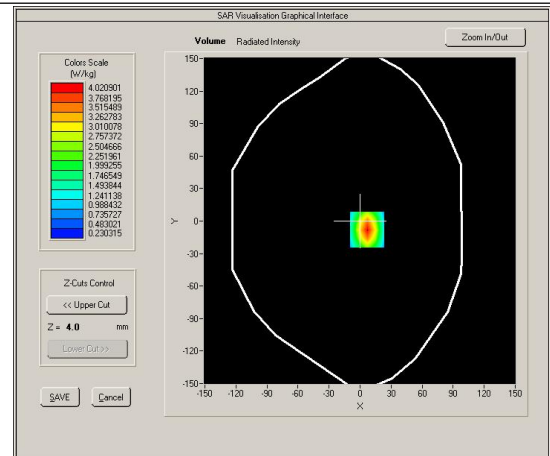 SAR Visualisation Graphical Interface
Volume Radiated Intensity
Zoom In/Out
Colors Scale
(W/kg)
4.020901
3.768195
3.515489
3.262783
3.010078
2.757372
2.504666
2.251961
1.999255
1.746549
1.493844
1.241138
0.988432
0.735727
0.483021
0.230315
Z-Cuts Control
<< Upper Cut
Z = 4.0 mm
Lower Cut >>
SAVE Cancel
150
120
90
60
30
0
-30
-60
-90
-120
-150
Y
-150 -120 -90 -60 -30 0 30 60 90 120 150
X